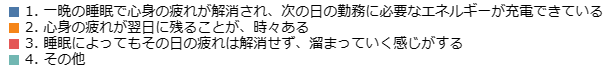 1. 一晩の睡眠で心身の疲れが解消され、次の日の勤務に必要なエネルギーが充電できている
2. 心身の疲れが翌日に残ることが、時々ある
3. 睡眠によってもその日の疲れは解消せず、溜まっていく感じがする
4. その他